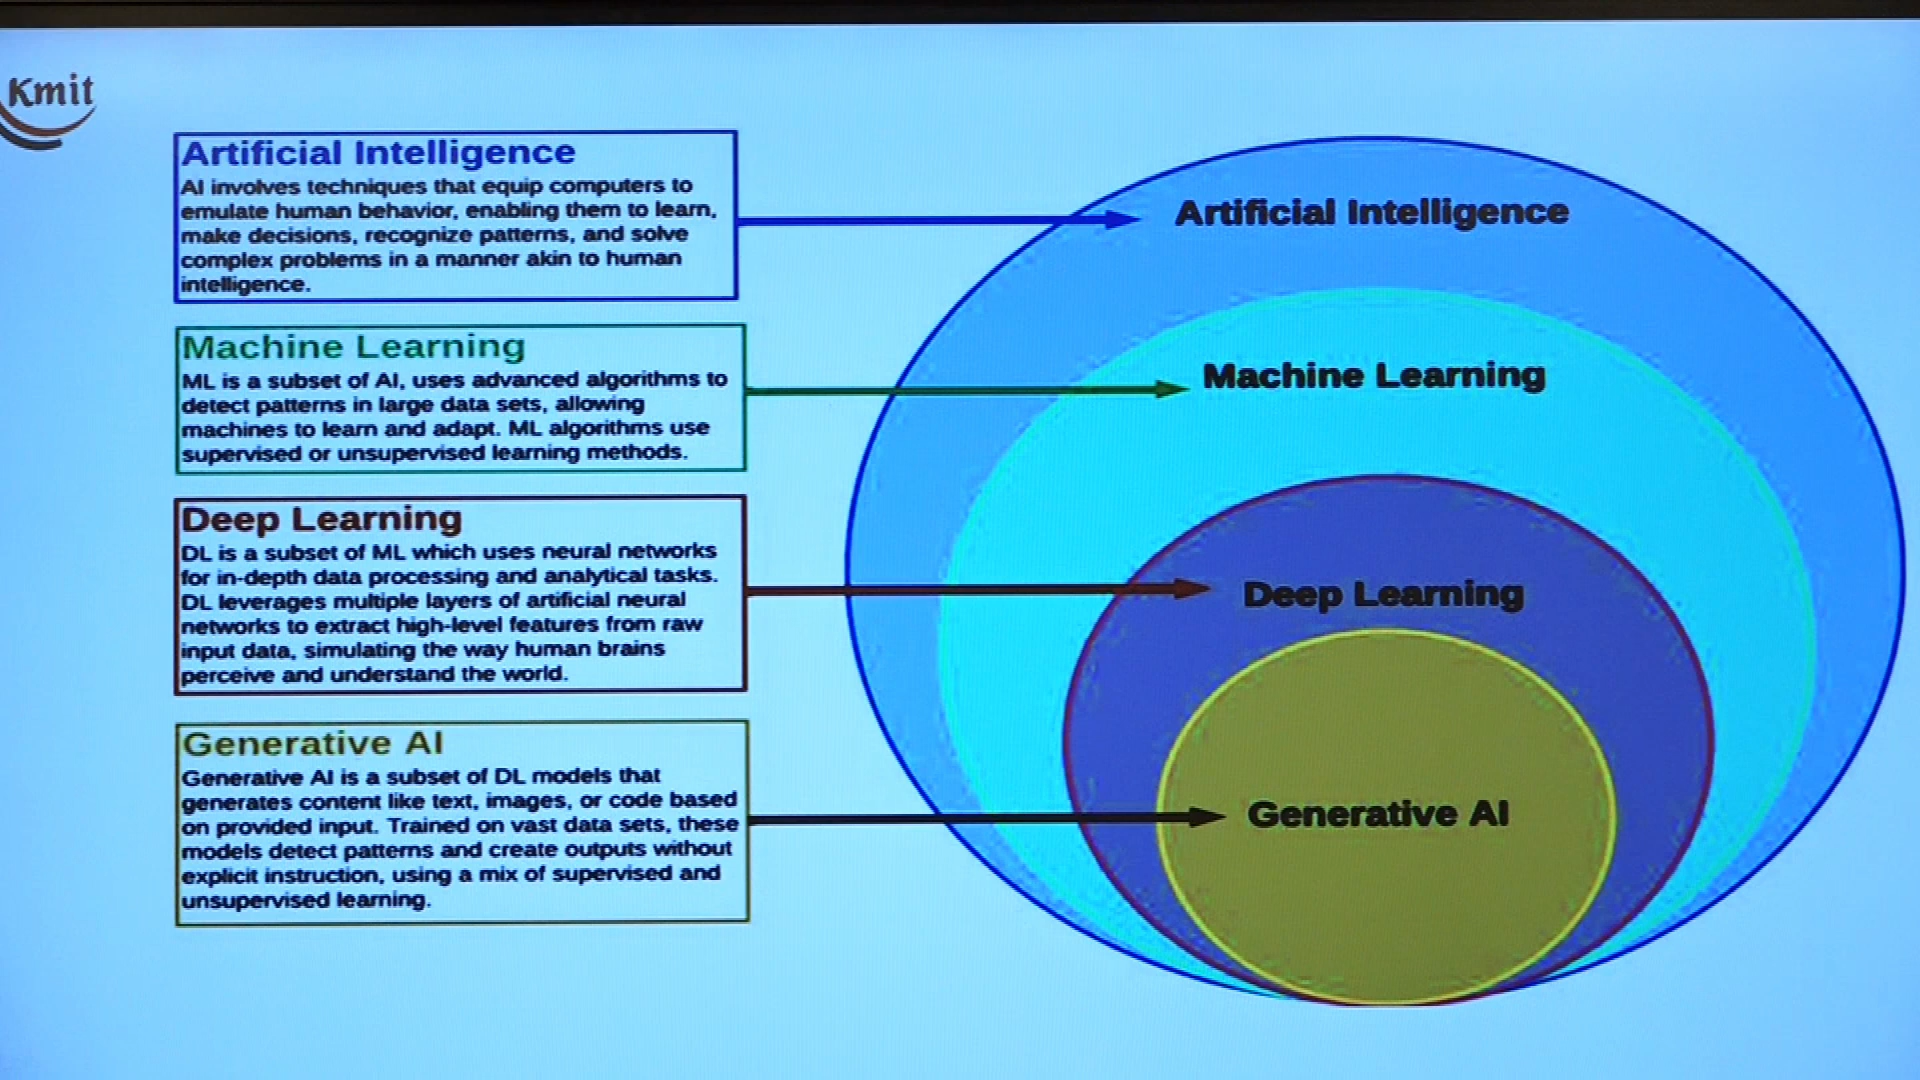 Kmit
Artificial Intelligence
AI involves techniques that equip computers to
emulate human behavior, enabling them to learn,
make decisions, recognize patterns, and solve
complex problems in a manner akin to human
intelligence.
Machine Learning
ML is a subset of AI, uses advanced algorithms to
detect patterns in large data sets, allowing
machines to learn and adapt. ML algorithms use
supervised or unsupervised learning methods.
Deep Learning
DL is a subset of ML which uses neural networks
for in-depth data processing and analytical tasks.
DL leverages multiple layers of artificial neural
networks to extract high-level features from raw
input data, simulating the way human brains
perceive and understand the world.
Generative AI
Generative AI is a subset of DL models that
generates content like text, images, or code based
on provided input. Trained on vast data sets, these
models detect patterns and create outputs without
explicit instruction, using a mix of supervised and
unsupervised learning.
Artificial Intelligence
Machine Learning
Deep Learning
Generative AI